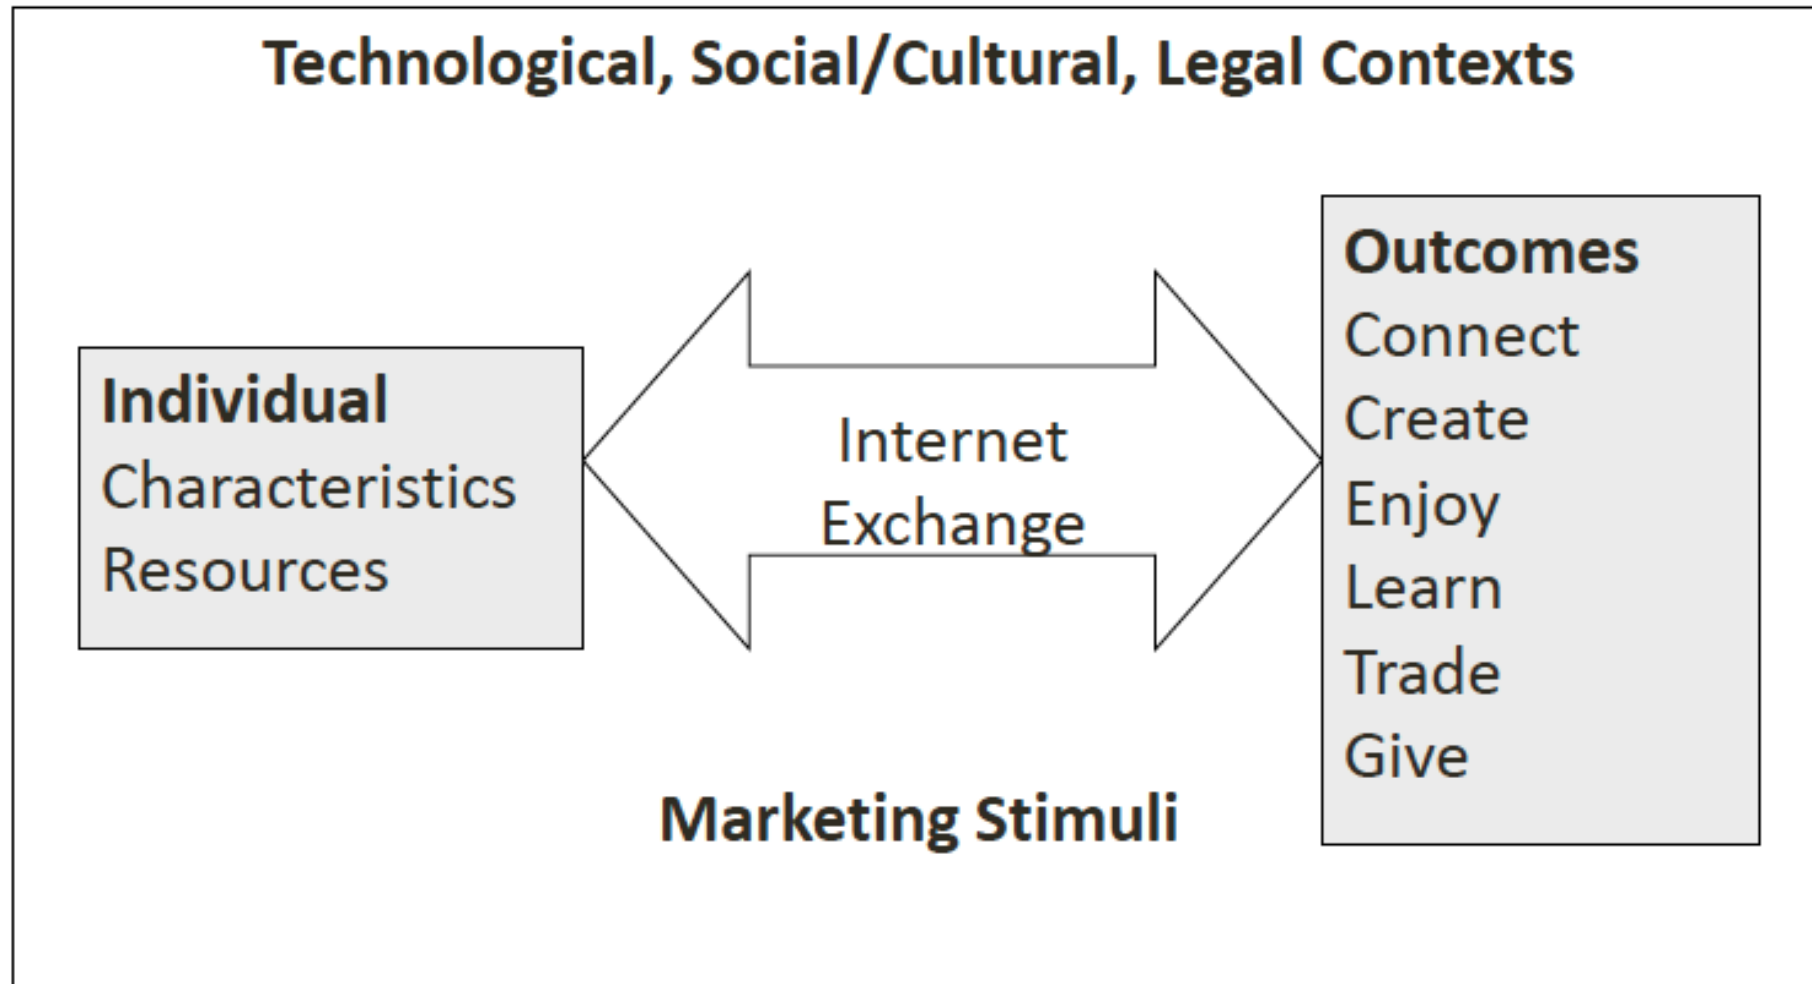 Technological, Social/Cultural, Legal Contexts
Individual
Characteristics
Resources
Internet
Exchange
Outcomes
Connect
Create
Enjoy
Learn
Trade
Give
Marketing Stimuli